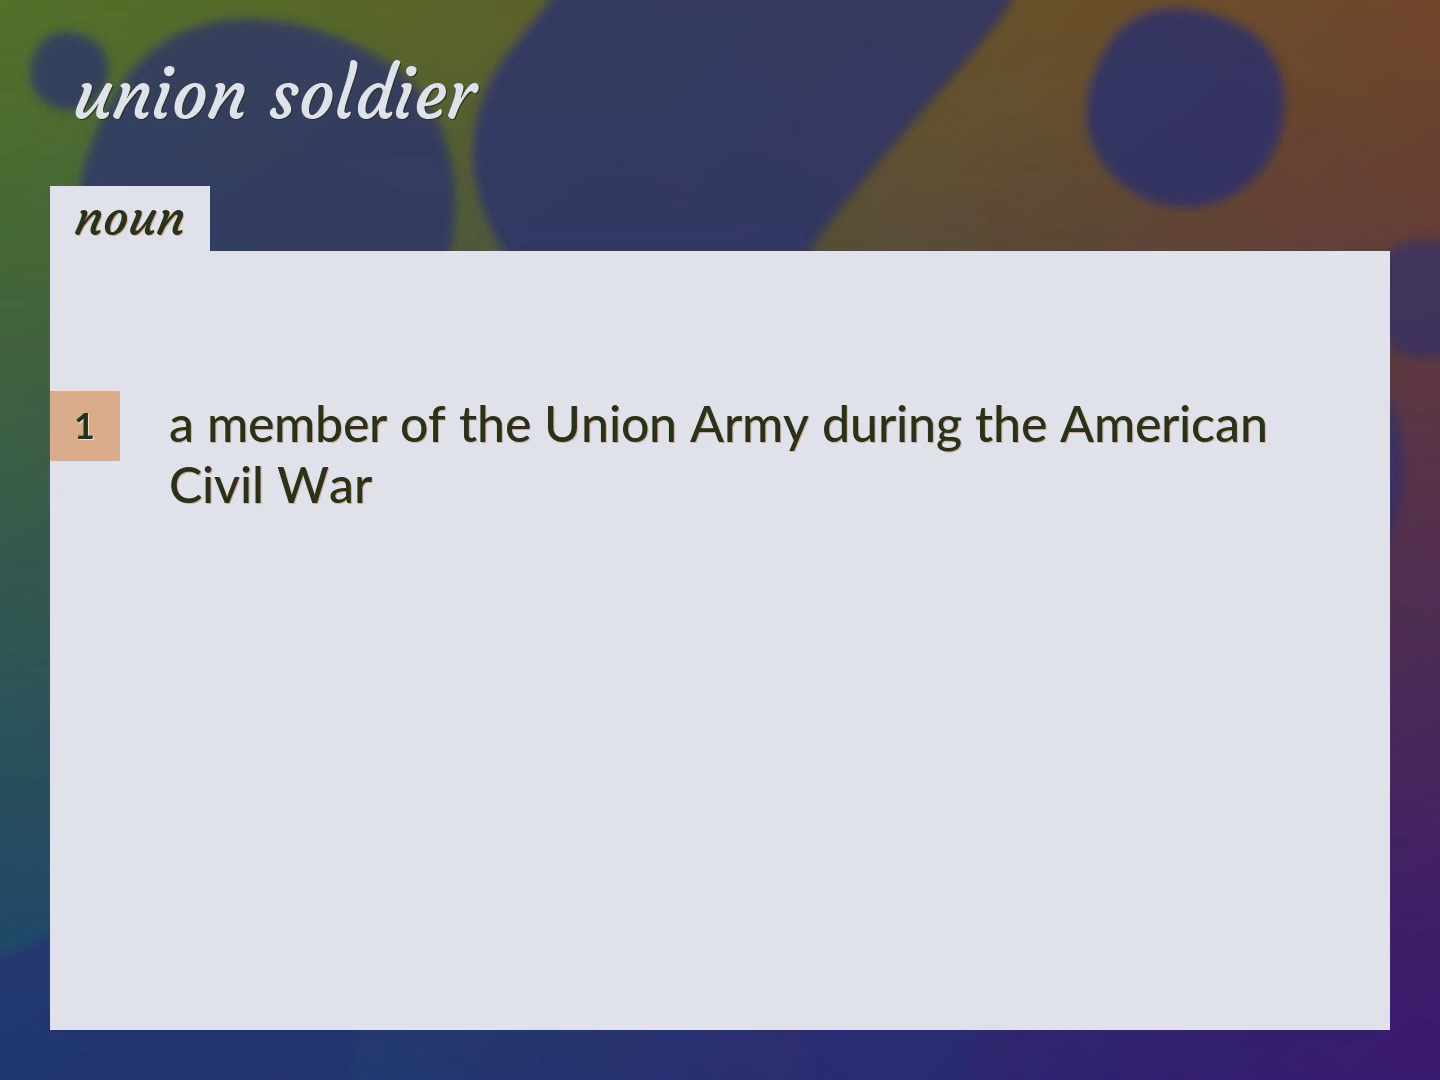 union soldier
noun
1 a member of the Union Army during the American
Civil War